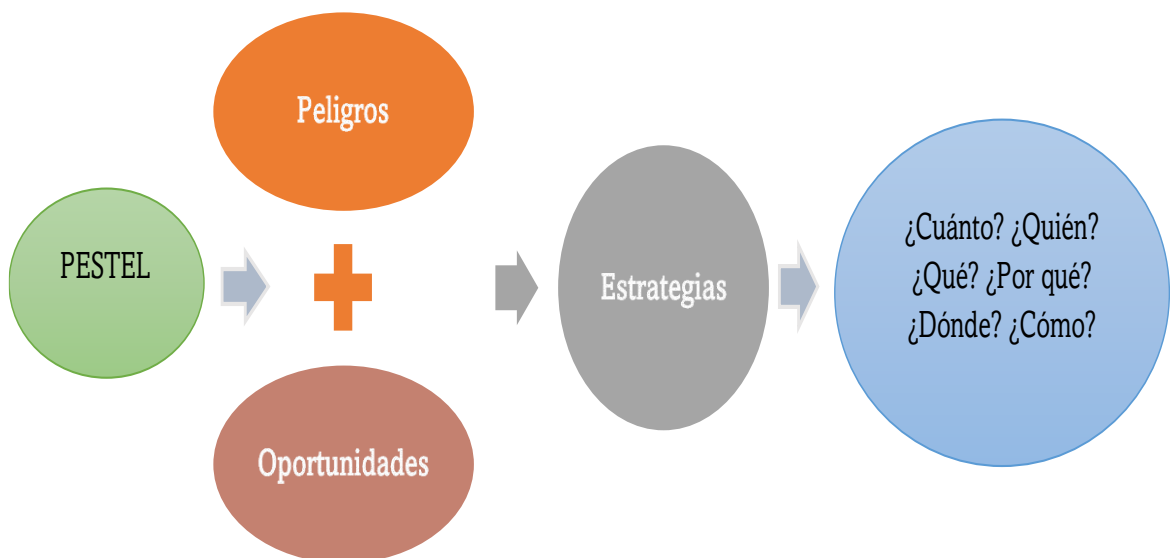 PESTEL
Peligros
Oportunidades
Estrategias
¿Cuánto? ¿Quién?
¿Qué? ¿Por qué?
¿Dónde? ¿Cómo?